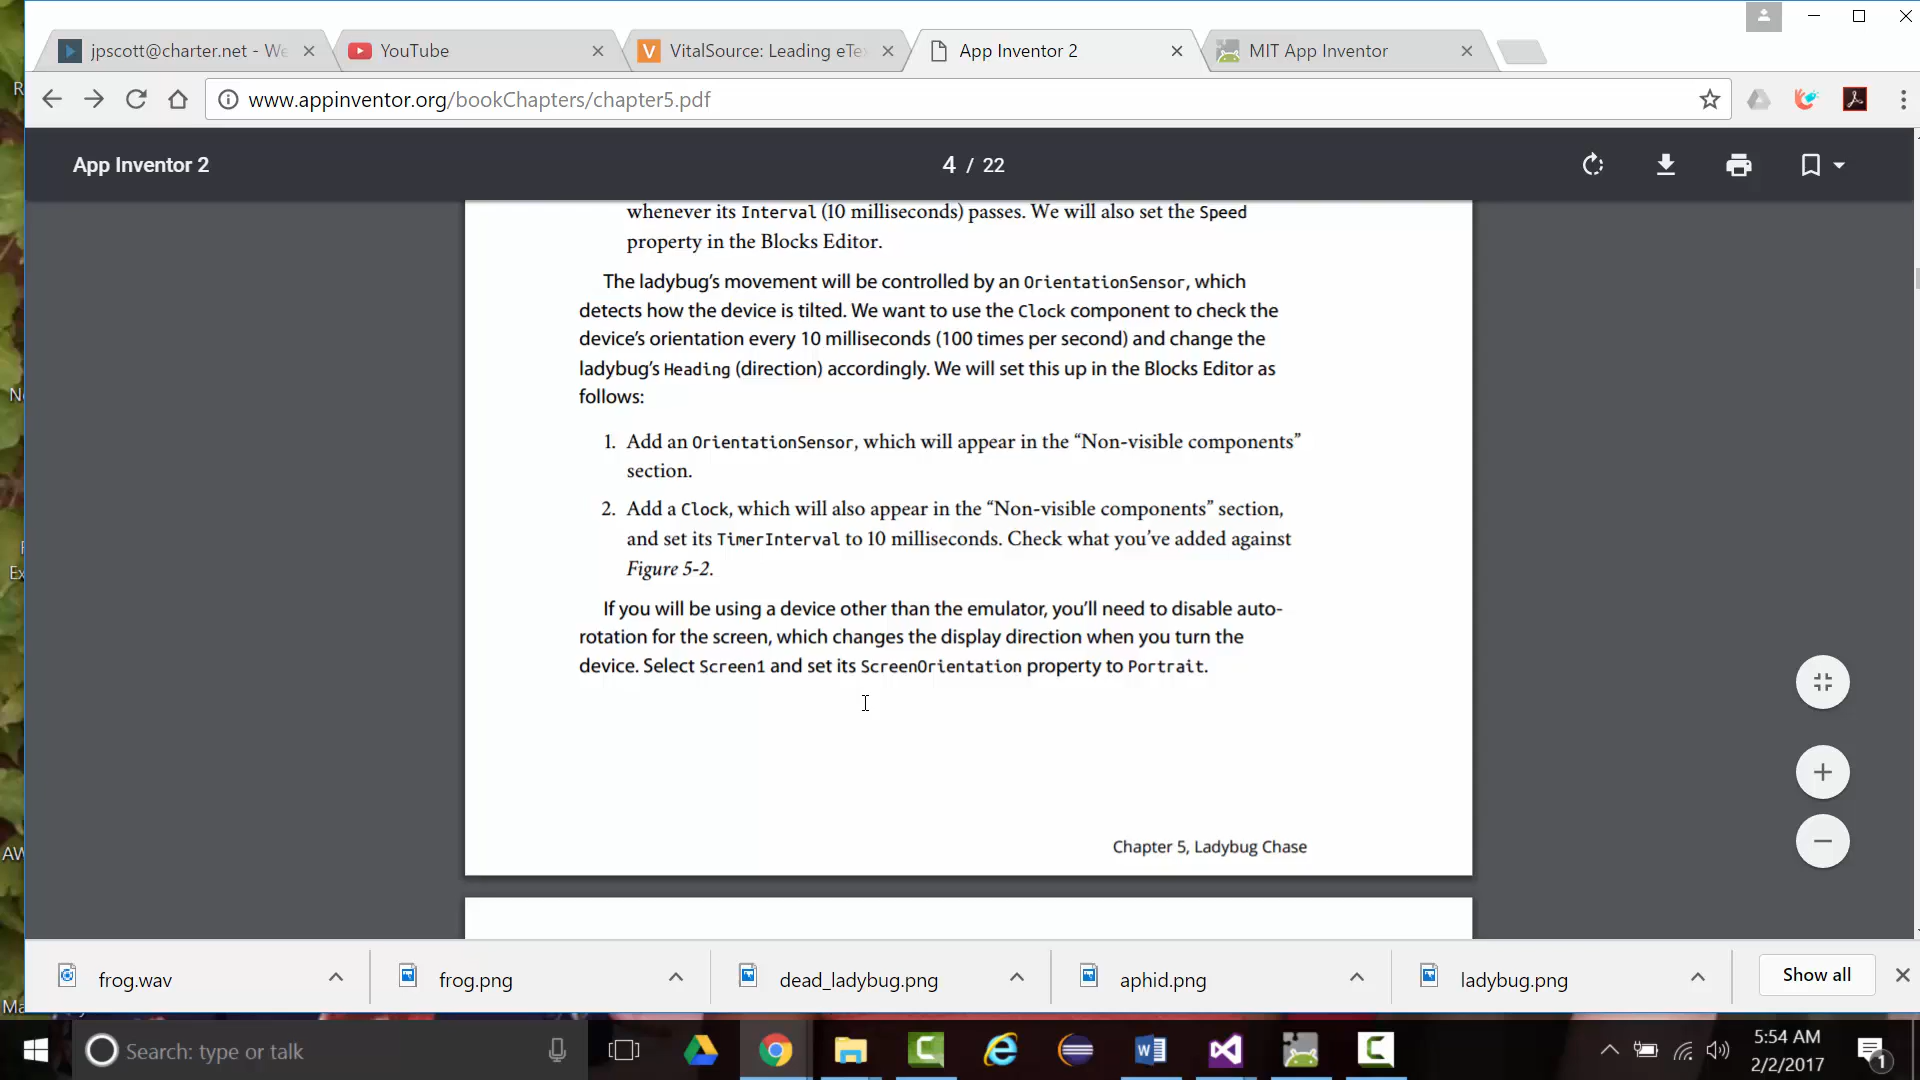 jpscott@charter.net - We
YouTube
VitalSource: Leading eTex
App Inventor 2
MIT App Inventor
www.appinventor.org/bookChapters/chapter5.pdf
App Inventor 2
4 / 22
whenever its Interval (10 milliseconds) passes. We will also set the Speed
property in the Blocks Editor.
The ladybug’s movement will be controlled by an OrientationSensor, which
detects how the device is tilted. We want to use the Clock component to check the
device’s orientation every 10 milliseconds (100 times per second) and change the
ladybug’s Heading (direction) accordingly. We will set this up in the Blocks Editor as
follows:
1. Add an OrientationSensor, which will appear in the “Non-visible components”
section.
2. Add a Clock, which will also appear in the “Non-visible components” section,
and set its TimerInterval to 10 milliseconds. Check what you’ve added against
Figure 5-2.
If you will be using a device other than the emulator, you’ll need to disable auto-
rotation for the screen, which changes the display direction when you turn the
device. Select Screen1 and set its ScreenOrientation property to Portrait.
Chapter 5, Ladybug Chase
frog.wav
frog.png
dead_ladybug.png
aphid.png
ladybug.png
Show all
Search: type or talk
5:54 AM
2/2/2017
1